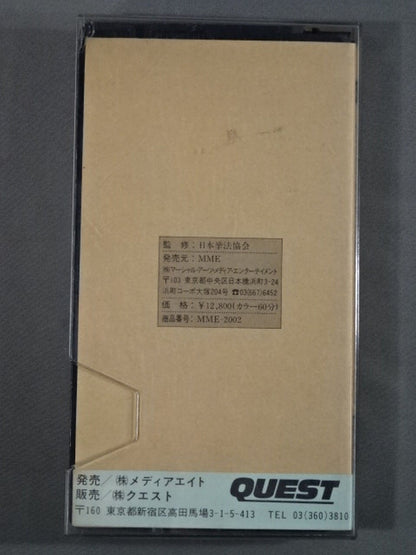 監 修：日本拳法協会
発売元：MME
㈱マーシャル・アーツ・メディア・エンターテイメント
〒103 東京都中央区日本橋浜町3-24
浜町コーポ大塚204号 ☎03(667)6452
価 格：￥12,800(カラー60分)
商品番号：MME-2002
発売／㈱メディアエイト
販売／㈱クエスト
QUEST
〒160 東京都新宿区高田馬場3-1-5-413 TEL 03(360)3810